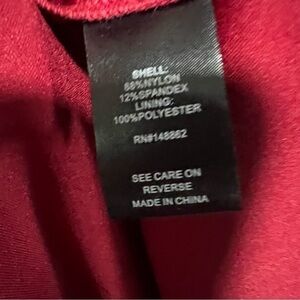 SHELL:
88%NYLON
12%SPANDEX
LINING:
100%POLYESTER
RN#148862
SEE CARE ON
REVERSE
MADE IN CHINA